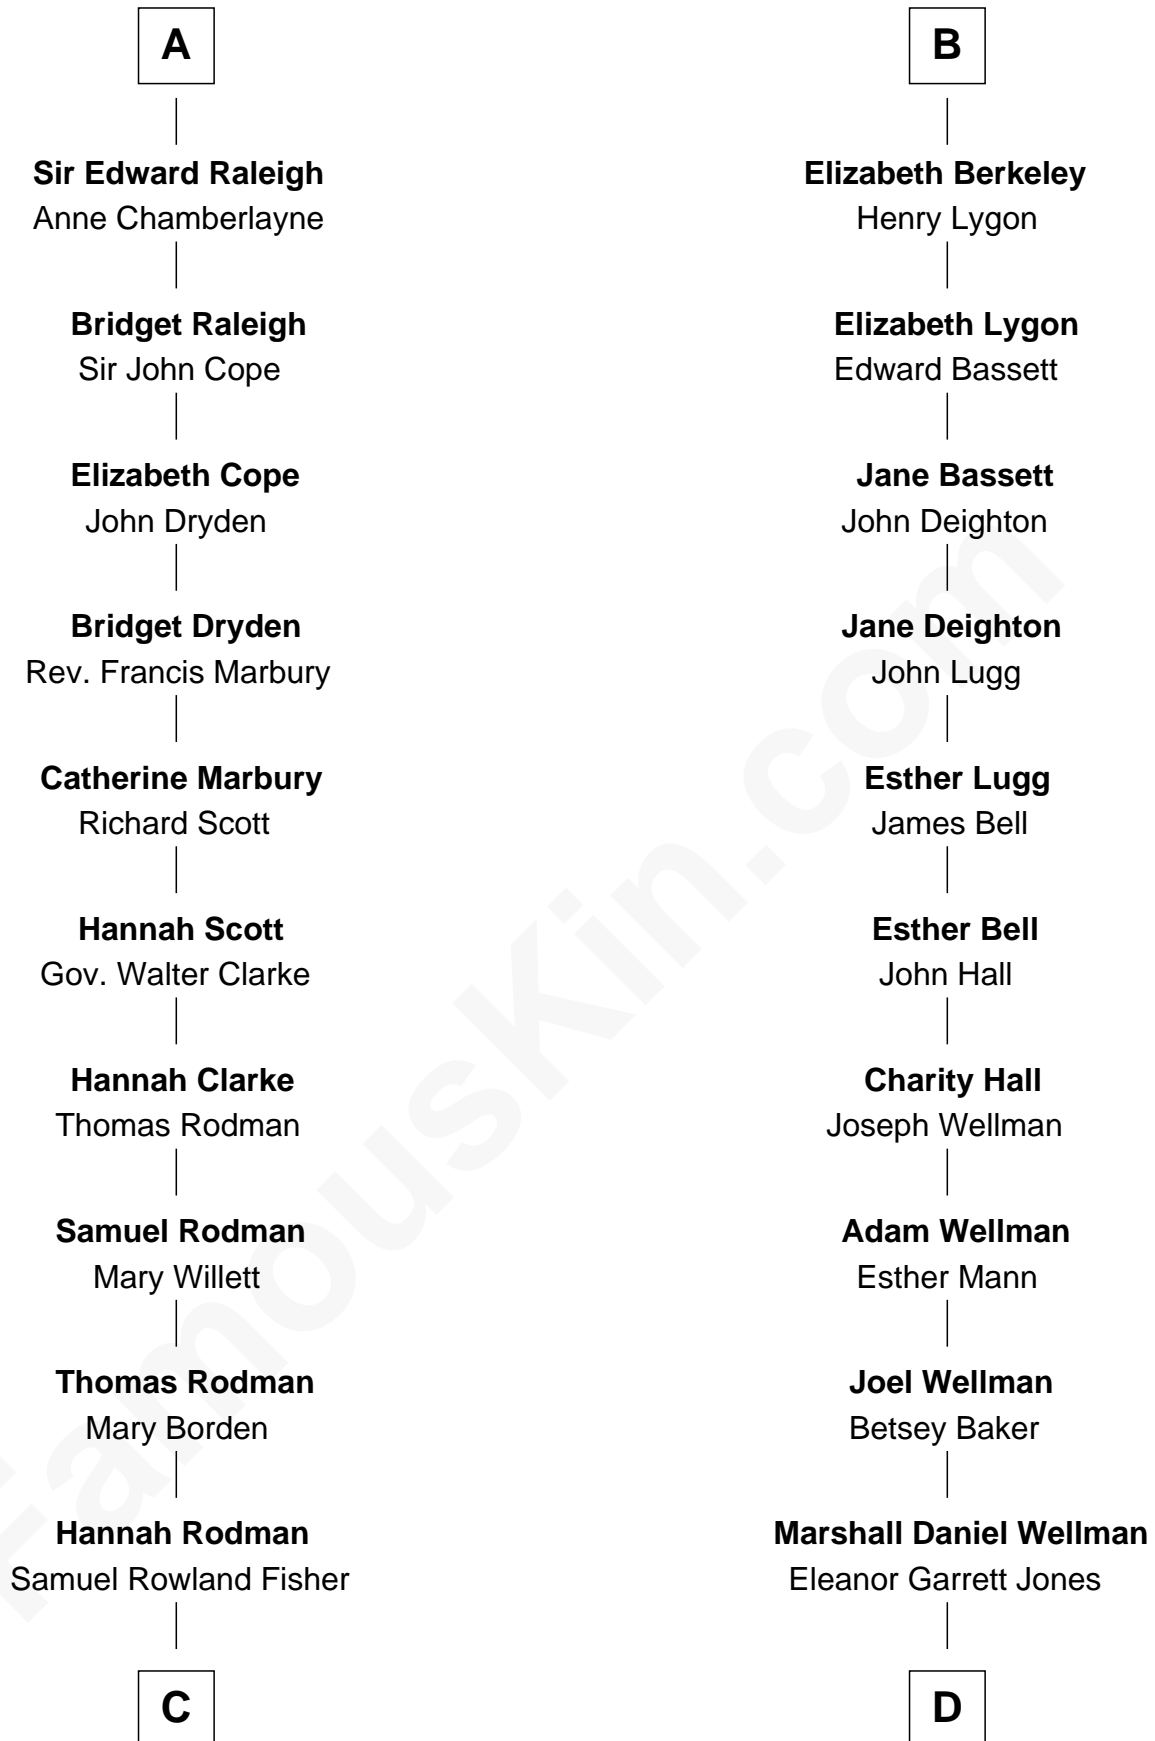 A
Sir Edward Raleigh
Anne Chamberlayne
Bridget Raleigh
Sir John Cope
Elizabeth Cope
John Dryden
Bridget Dryden
Rev. Francis Marbury
Catherine Marbury
Richard Scott
Hannah Scott
Gov. Walter Clarke
Hannah Clarke
Thomas Rodman
Samuel Rodman
Mary Willett
Thomas Rodman
Mary Borden
Hannah Rodman
Samuel Rowland Fisher
C
B
Elizabeth Berkeley
Henry Lygon
Elizabeth Lygon
Edward Bassett
Jane Bassett
John Deighton
Jane Deighton
John Lugg
Esther Lugg
James Bell
Esther Bell
John Hall
Charity Hall
Joseph Wellman
Adam Wellman
Esther Mann
Joel Wellman
Betsey Baker
Marshall Daniel Wellman
Eleanor Garrett Jones
D
FamousKin.com